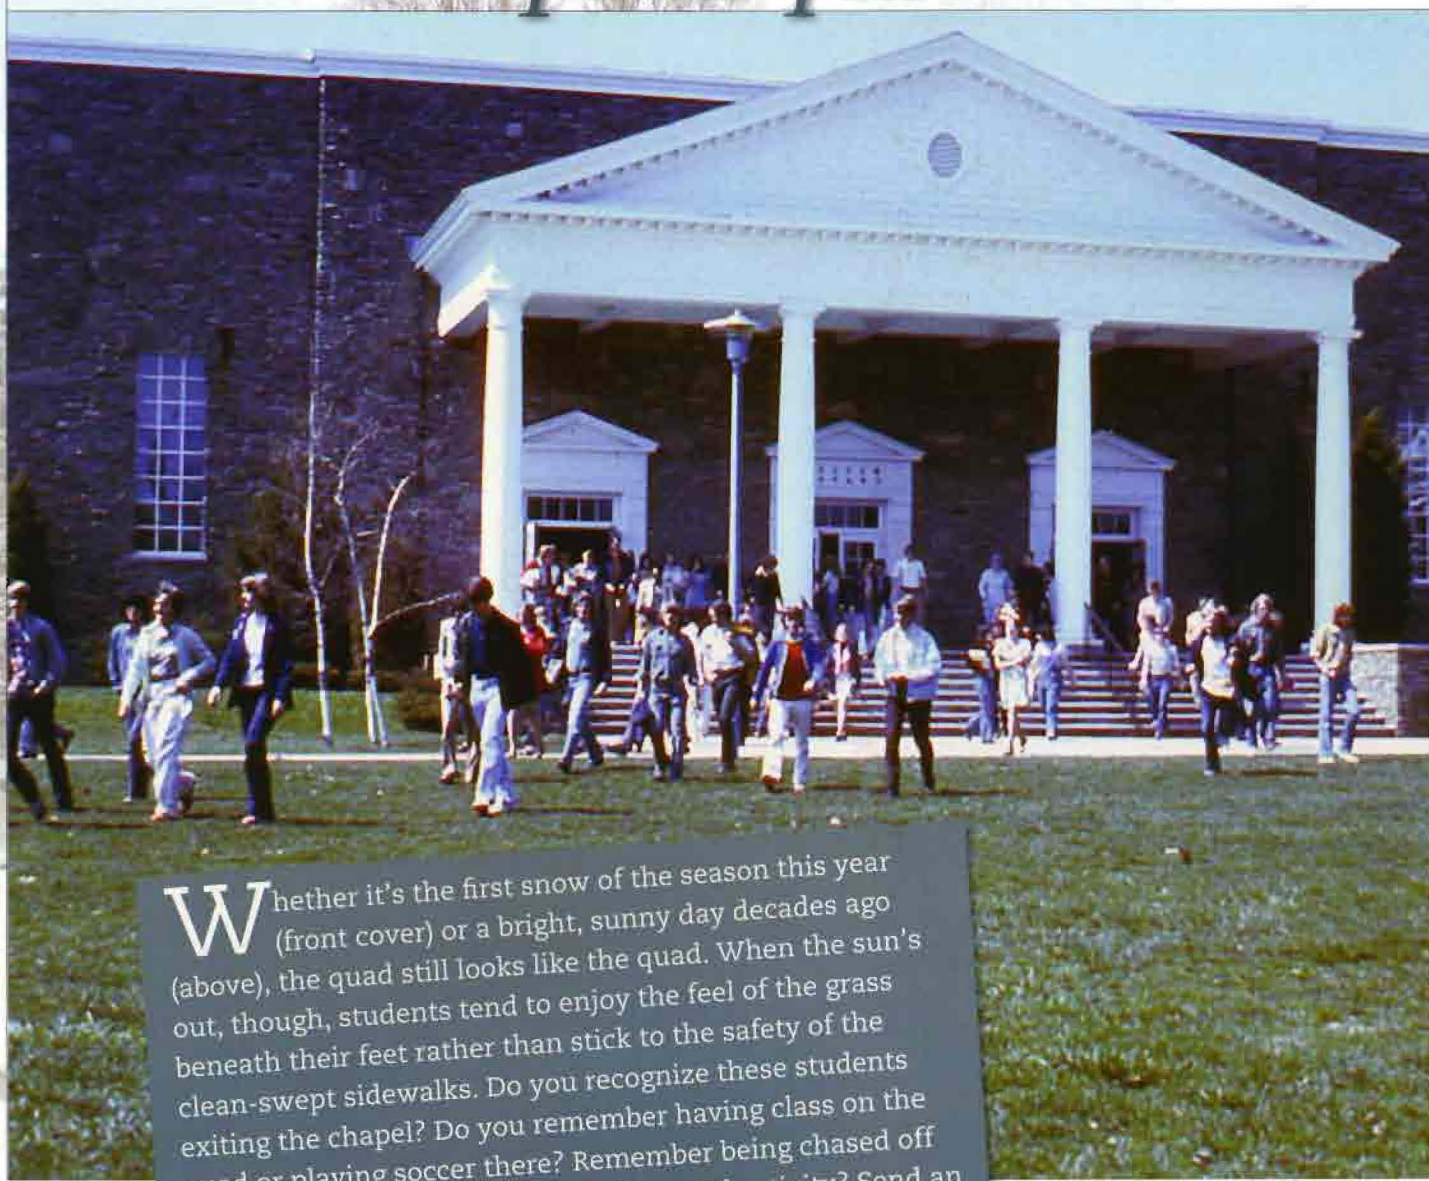 Whether it's the first snow of the season this year
(front cover) or a bright, sunny day decades ago
(above), the quad still looks like the quad. When the sun's
out, though, students tend to enjoy the feel of the grass
beneath their feet rather than stick to the safety of the
clean-swept sidewalks. Do you recognize these students
exiting the chapel? Do you remember having class on the
quad or playing soccer there? Remember being chased off
Send an